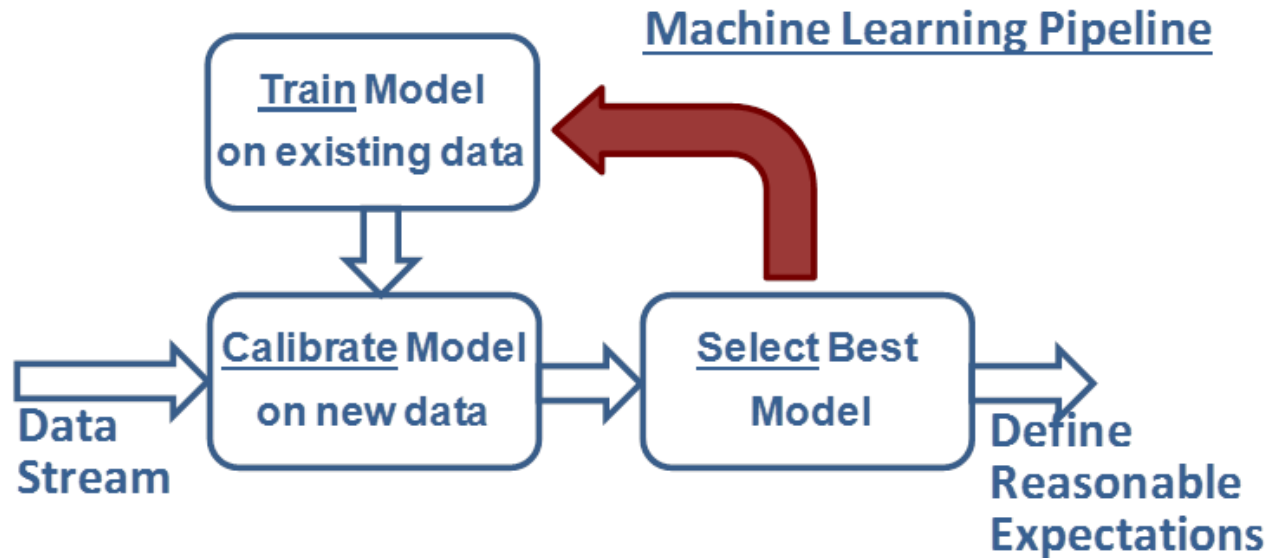 Machine Learning Pipeline
Train Model
on existing data
Calibrate Model
on new data
Select Best
Model
Data
Stream
Define
Reasonable
Expectations